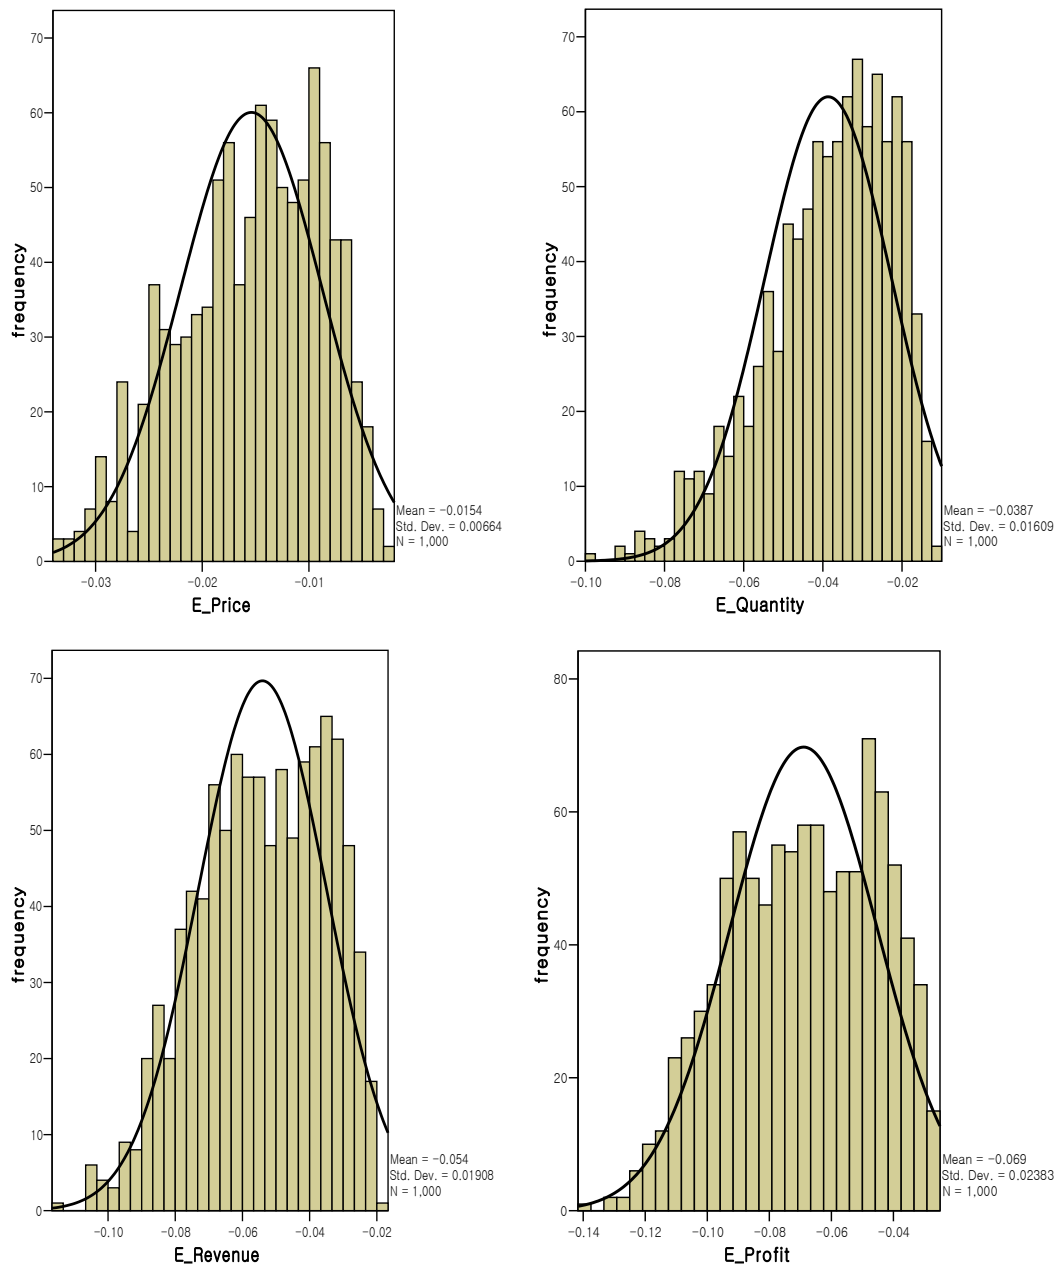 70
60
50
40
30
20
10
0
frequency
-0.03
-0.02
-0.01
E_Price
Mean = -0.0154
Std. Dev. = 0.00664
N = 1,000
70
60
50
40
30
20
10
0
frequency
-0.10
-0.08
-0.06
-0.04
-0.02
E_Quantity
Mean = -0.0387
Std. Dev. = 0.01609
N = 1,000
70
60
50
40
30
20
10
0
frequency
-0.10
-0.08
-0.06
-0.04
-0.02
E_Revenue
Mean = -0.054
Std. Dev. = 0.01908
N = 1,000
80
60
40
20
0
frequency
-0.14
-0.12
-0.10
-0.08
-0.06
-0.04
E_Profit
Mean = -0.069
Std. Dev. = 0.02383
N = 1,000